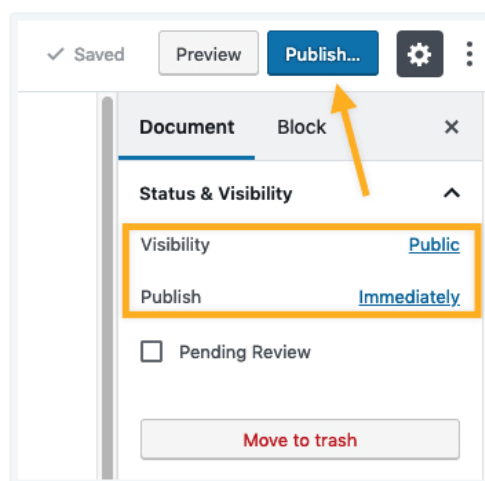 Saved Preview Publish...
Document Block
Status & Visibility
Visibility Public
Publish Immediately
Pending Review
Move to trash